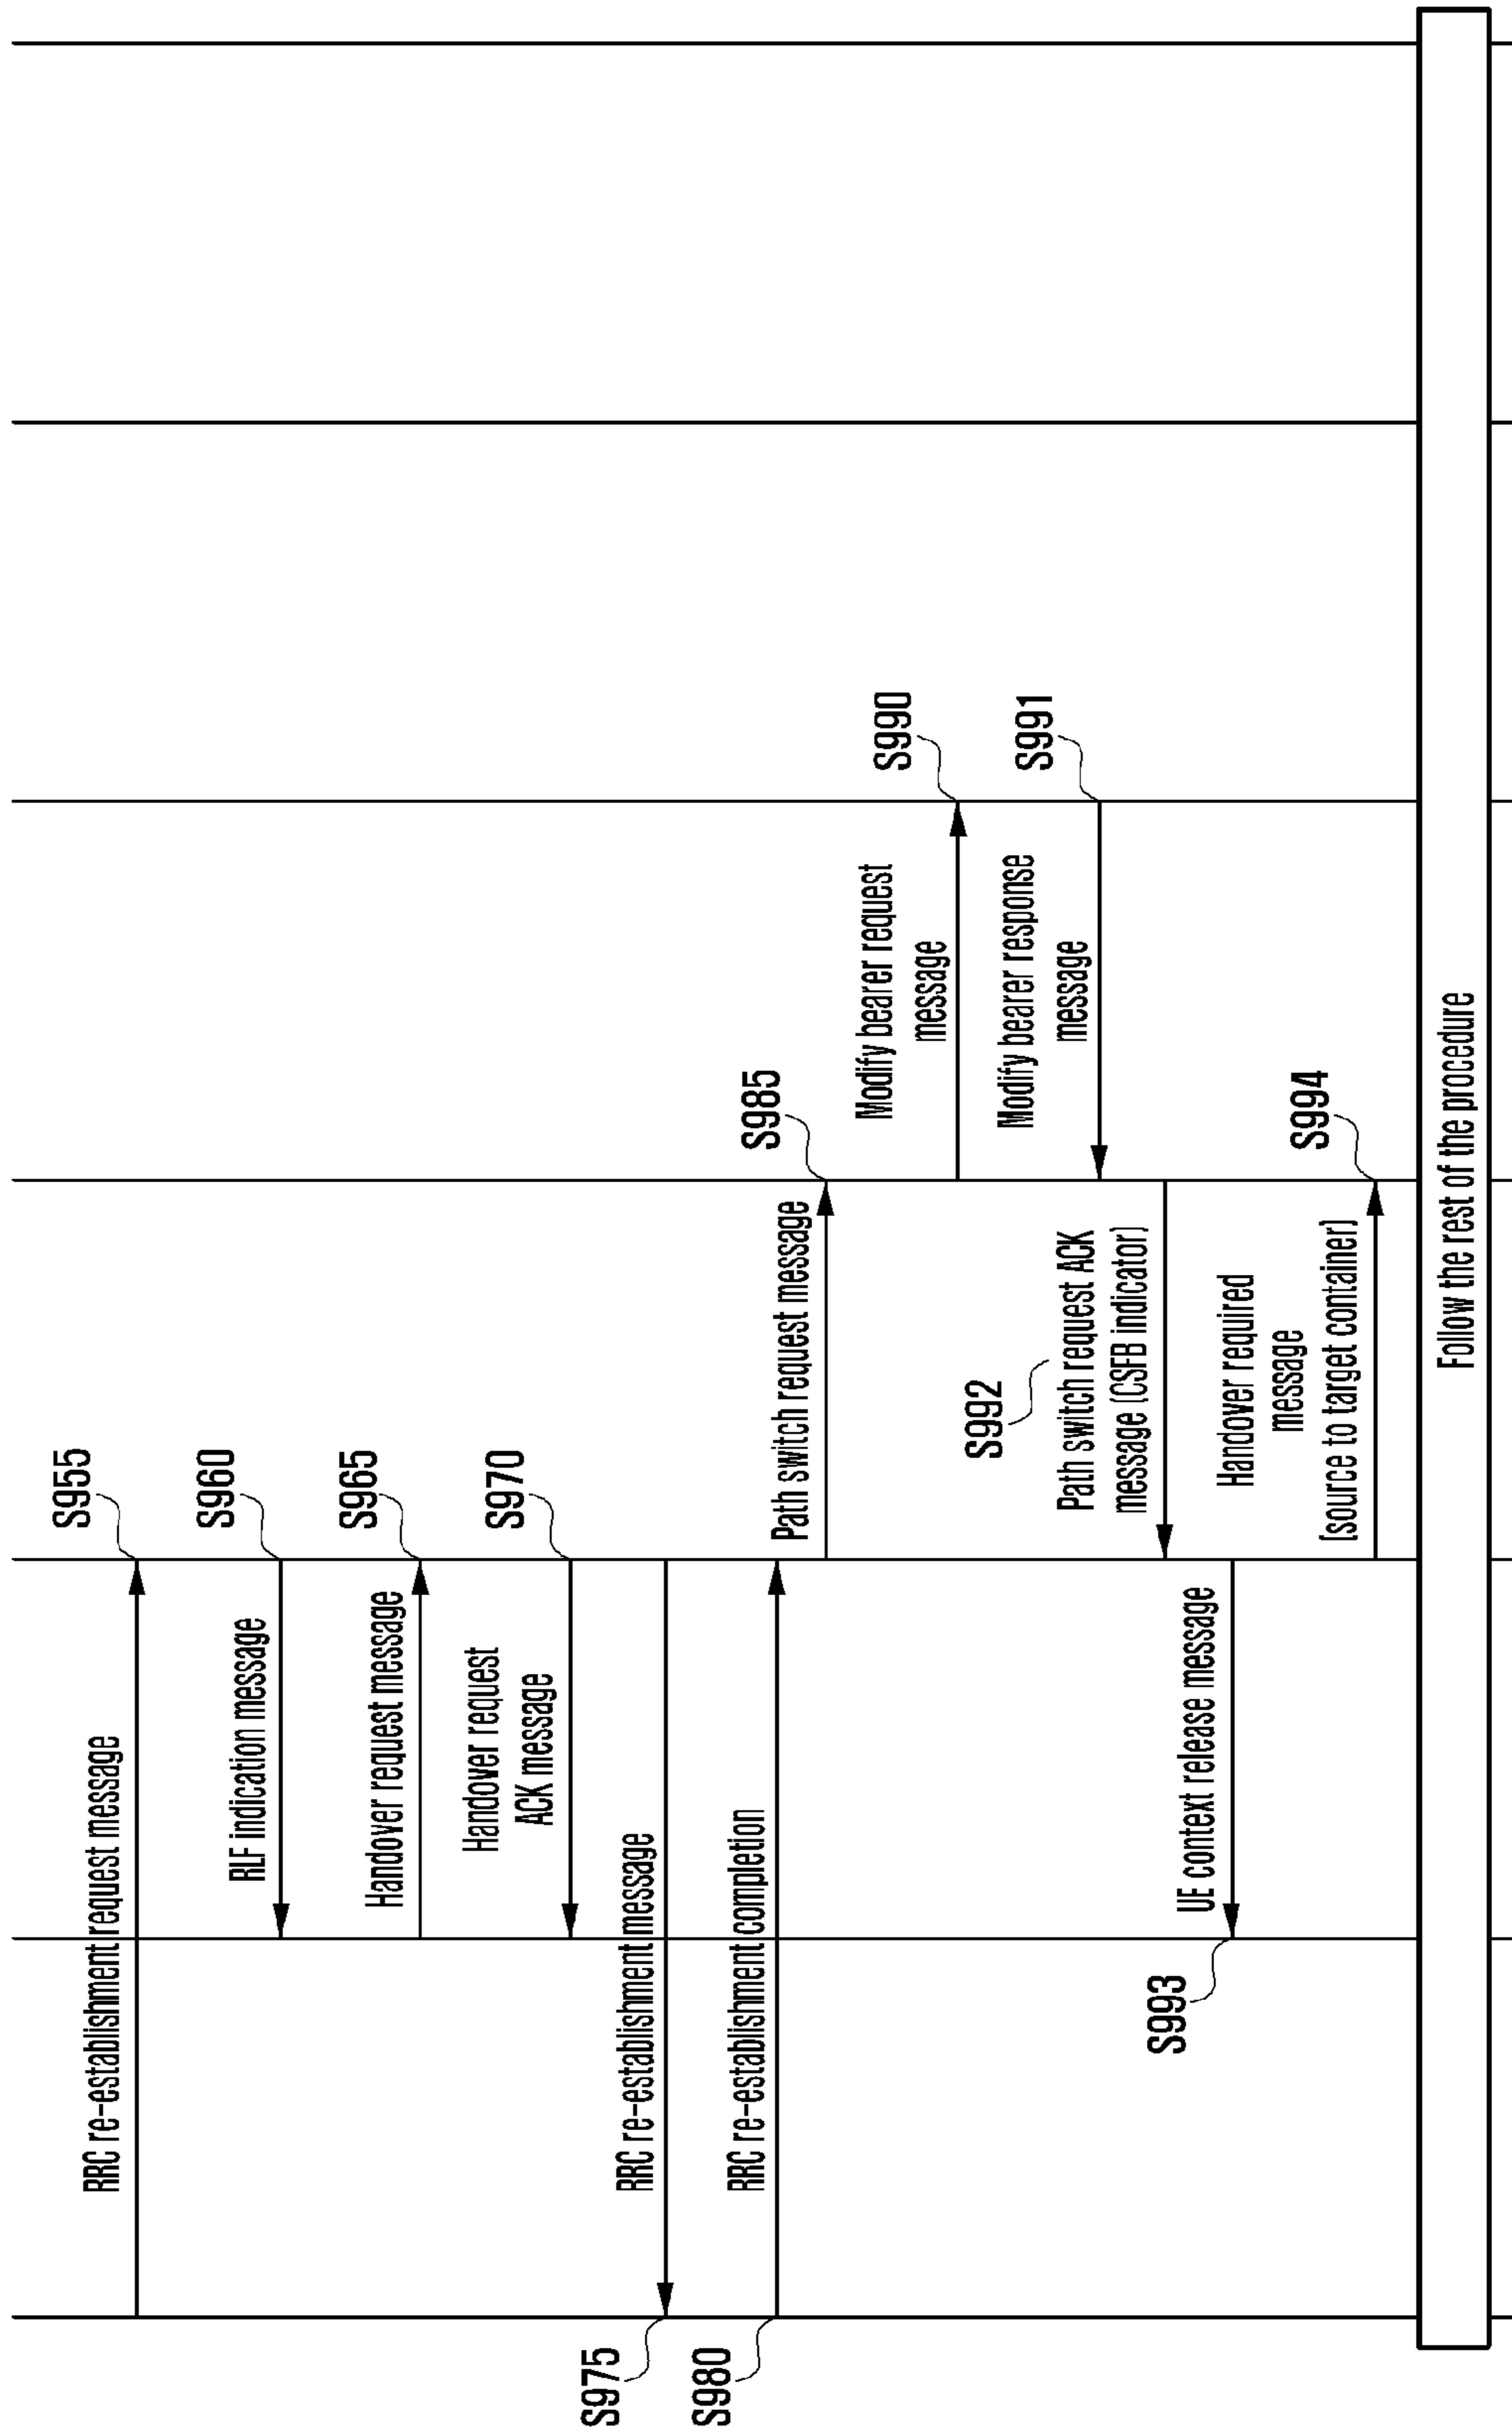 RRC re-establishment request message
S955
RLF indication message
S960
Handover request message
S965
Handover request
ACK message
S970
S975
RRC re-establishment message
S980
RRC re-establishment completion
Path switch request message
S985
Modify bearer request
message
S990
Modify bearer response
message
S991
S992
Path switch request ACK
message (CSFB indicator)
S993
UE context release message
Handover required
message
(source to target container)
S994
Follow the rest of the procedure